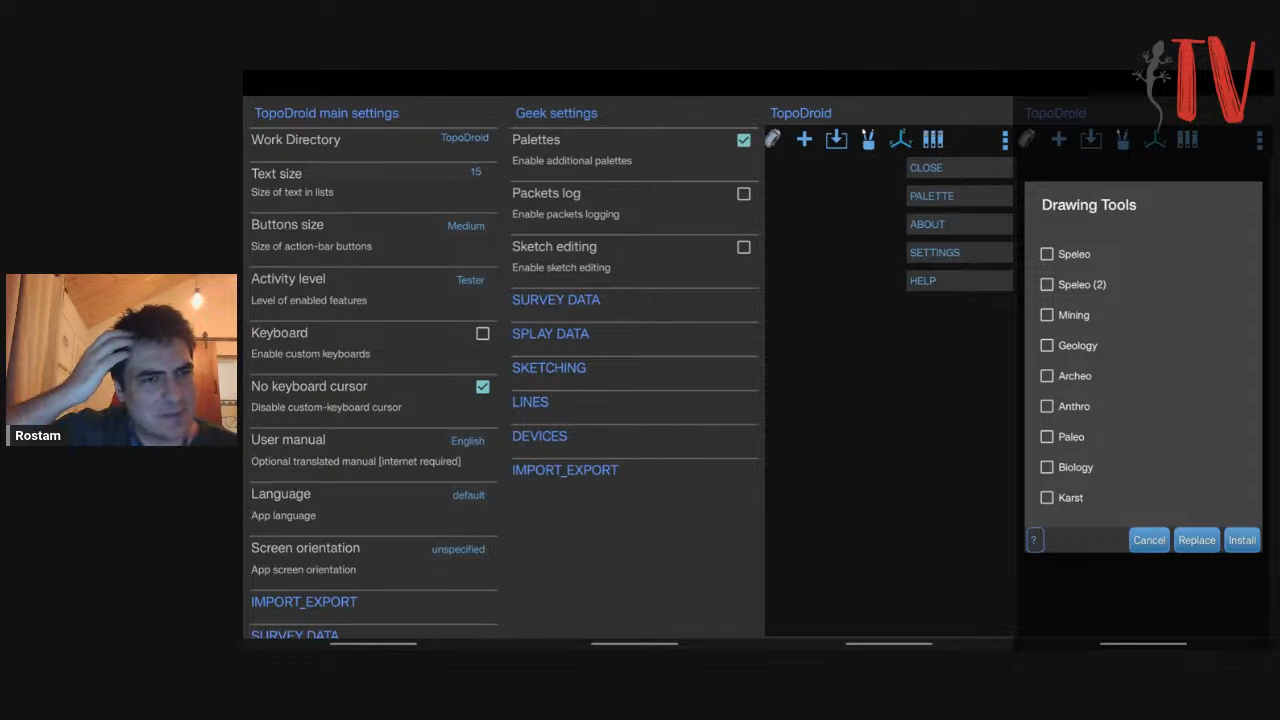 TV
TopoDroid main settings
Work Directory
TopoDroid
Text size
15
Size of text in lists
Buttons size
Medium
Size of action-bar buttons
Activity level
Tester
Level of enabled features
Keyboard
Enable custom keyboards
No keyboard cursor
Disable custom-keyboard cursor
User manual
English
Optional translated manual [internet required]
Language
default
App language
Screen orientation
unspecified
App screen orientation
IMPORT_EXPORT
SURVEY DATA
Geek settings
Palettes
Enable additional palettes
Packets log
Enable packets logging
Sketch editing
Enable sketch editing
SURVEY DATA
SPLAY DATA
SKETCHING
LINES
DEVICES
IMPORT_EXPORT
TopoDroid
CLOSE
PALETTE
ABOUT
SETTINGS
HELP
TopoDroid
Drawing Tools
Speleo
Speleo (2)
Mining
Geology
Archeo
Anthro
Paleo
Biology
Karst
?
Cancel
Replace
Install
Rostam